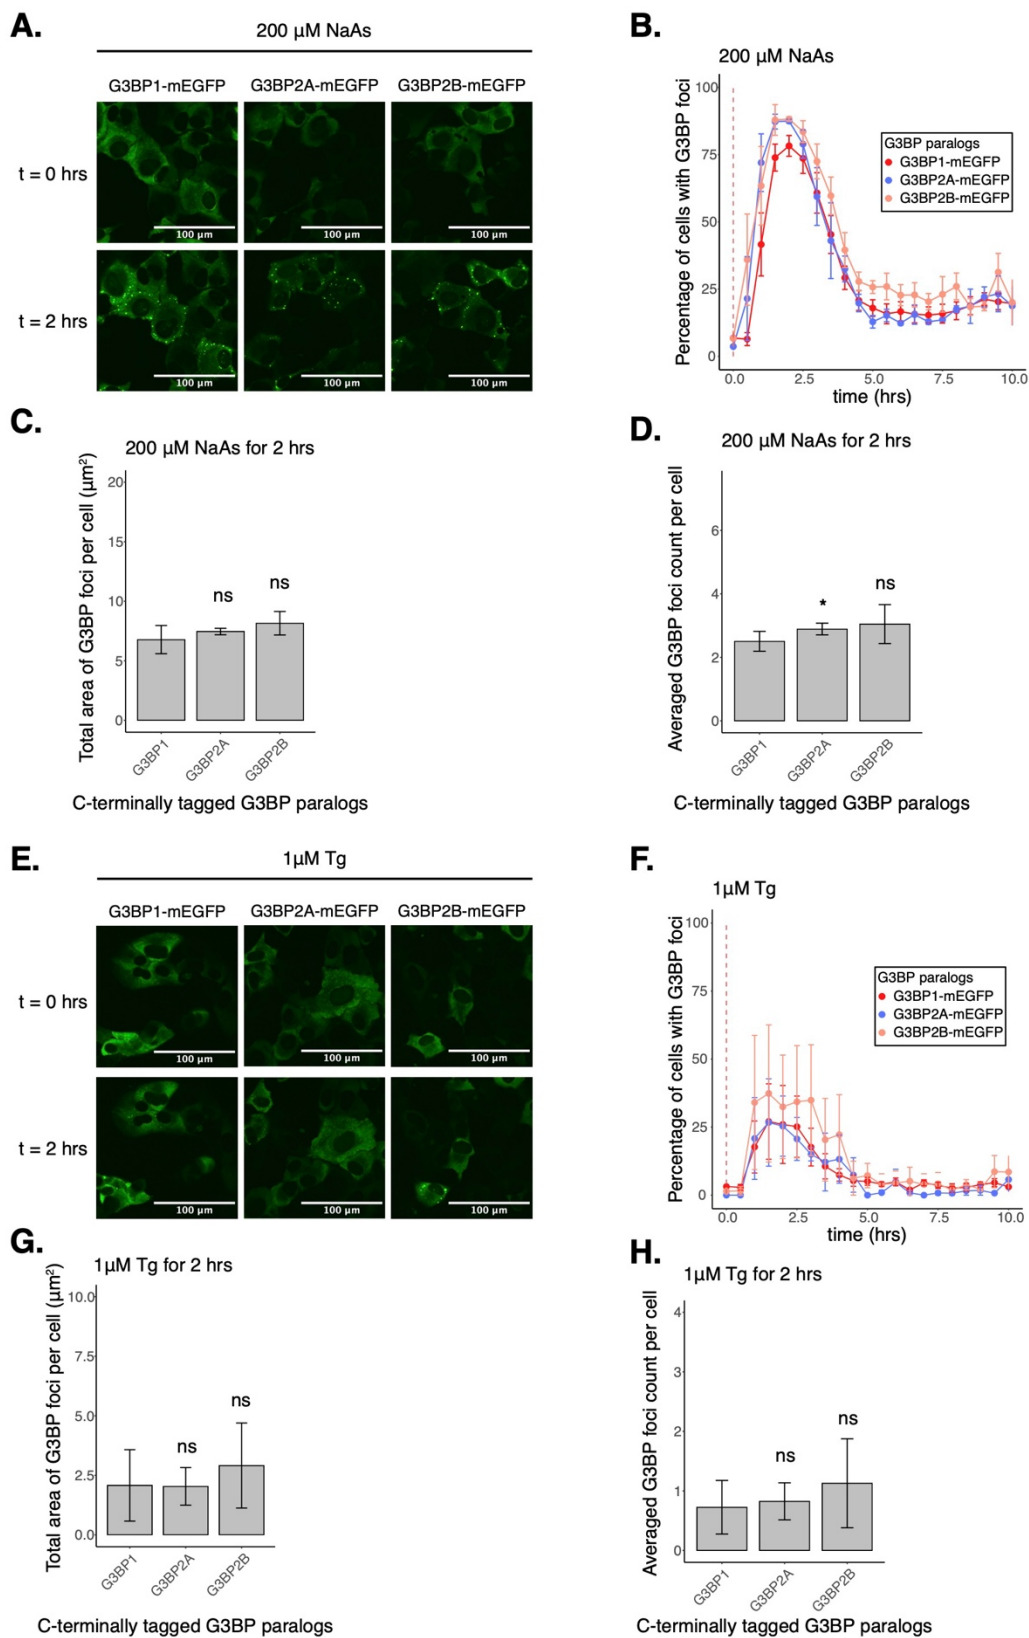 A.
200 µM NaAs
G3BP1-mEGFP G3BP2A-mEGFP G3BP2B-mEGFP
t = 0 hrs
100 µm 100 µm 100 µm
t = 2 hrs
100 µm 100 µm 100 µm
B.
200 µM NaAs
Percentage of cells with G3BP foci
100
75
50
25
0
G3BP paralogs
G3BP1-mEGFP
G3BP2A-mEGFP
G3BP2B-mEGFP
0.0 2.5 5.0 7.5 10.0
time (hrs)
C.
200 µM NaAs for 2 hrs
Total area of G3BP foci per cell (µm²)
20
15
10
5
0
ns ns
G3BP1 G3BP2A G3BP2B
C-terminally tagged G3BP paralogs
D.
200 µM NaAs for 2 hrs
Averaged G3BP foci count per cell
6
4
2
0
* ns
G3BP1 G3BP2A G3BP2B
C-terminally tagged G3BP paralogs
E.
1µM Tg
G3BP1-mEGFP G3BP2A-mEGFP G3BP2B-mEGFP
t = 0 hrs
100 µm 100 µm 100 µm
t = 2 hrs
100 µm 100 µm 100 µm
F.
1µM Tg
Percentage of cells with G3BP foci
100
75
50
25
0
G3BP paralogs
G3BP1-mEGFP
G3BP2A-mEGFP
G3BP2B-mEGFP
0.0 2.5 5.0 7.5 10.0
time (hrs)
G.
1µM Tg for 2 hrs
Total area of G3BP foci per cell (µm²)
10.0
7.5
5.0
2.5
0.0
ns ns
G3BP1 G3BP2A G3BP2B
C-terminally tagged G3BP paralogs
H.
1µM Tg for 2 hrs
Averaged G3BP foci count per cell
4
3
2
1
0
ns ns
G3BP1 G3BP2A G3BP2B
C-terminally tagged G3BP paralogs